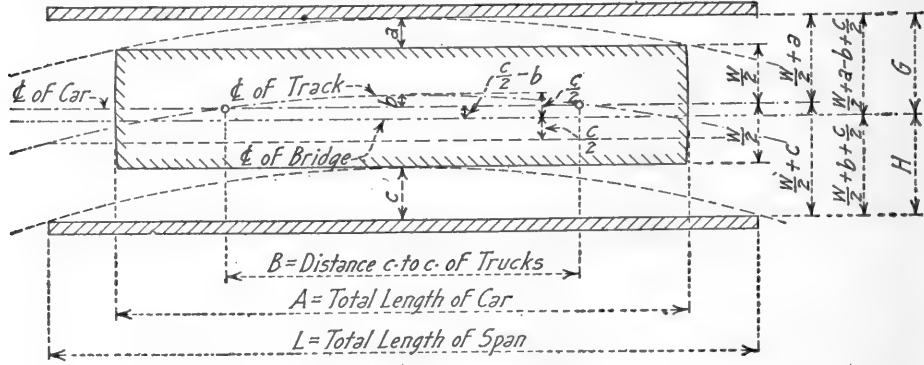 a
℄ of Car
℄ of Track
b
c/2 - b
c/2
c/2
℄ of Bridge
c
W/2
W/2
W/2 + a
W/2 + c
W/2 + a - b + c/2
W/2 + b + c/2
G
H
B = Distance c. to c. of Trucks
A = Total Length of Car
L = Total Length of Span